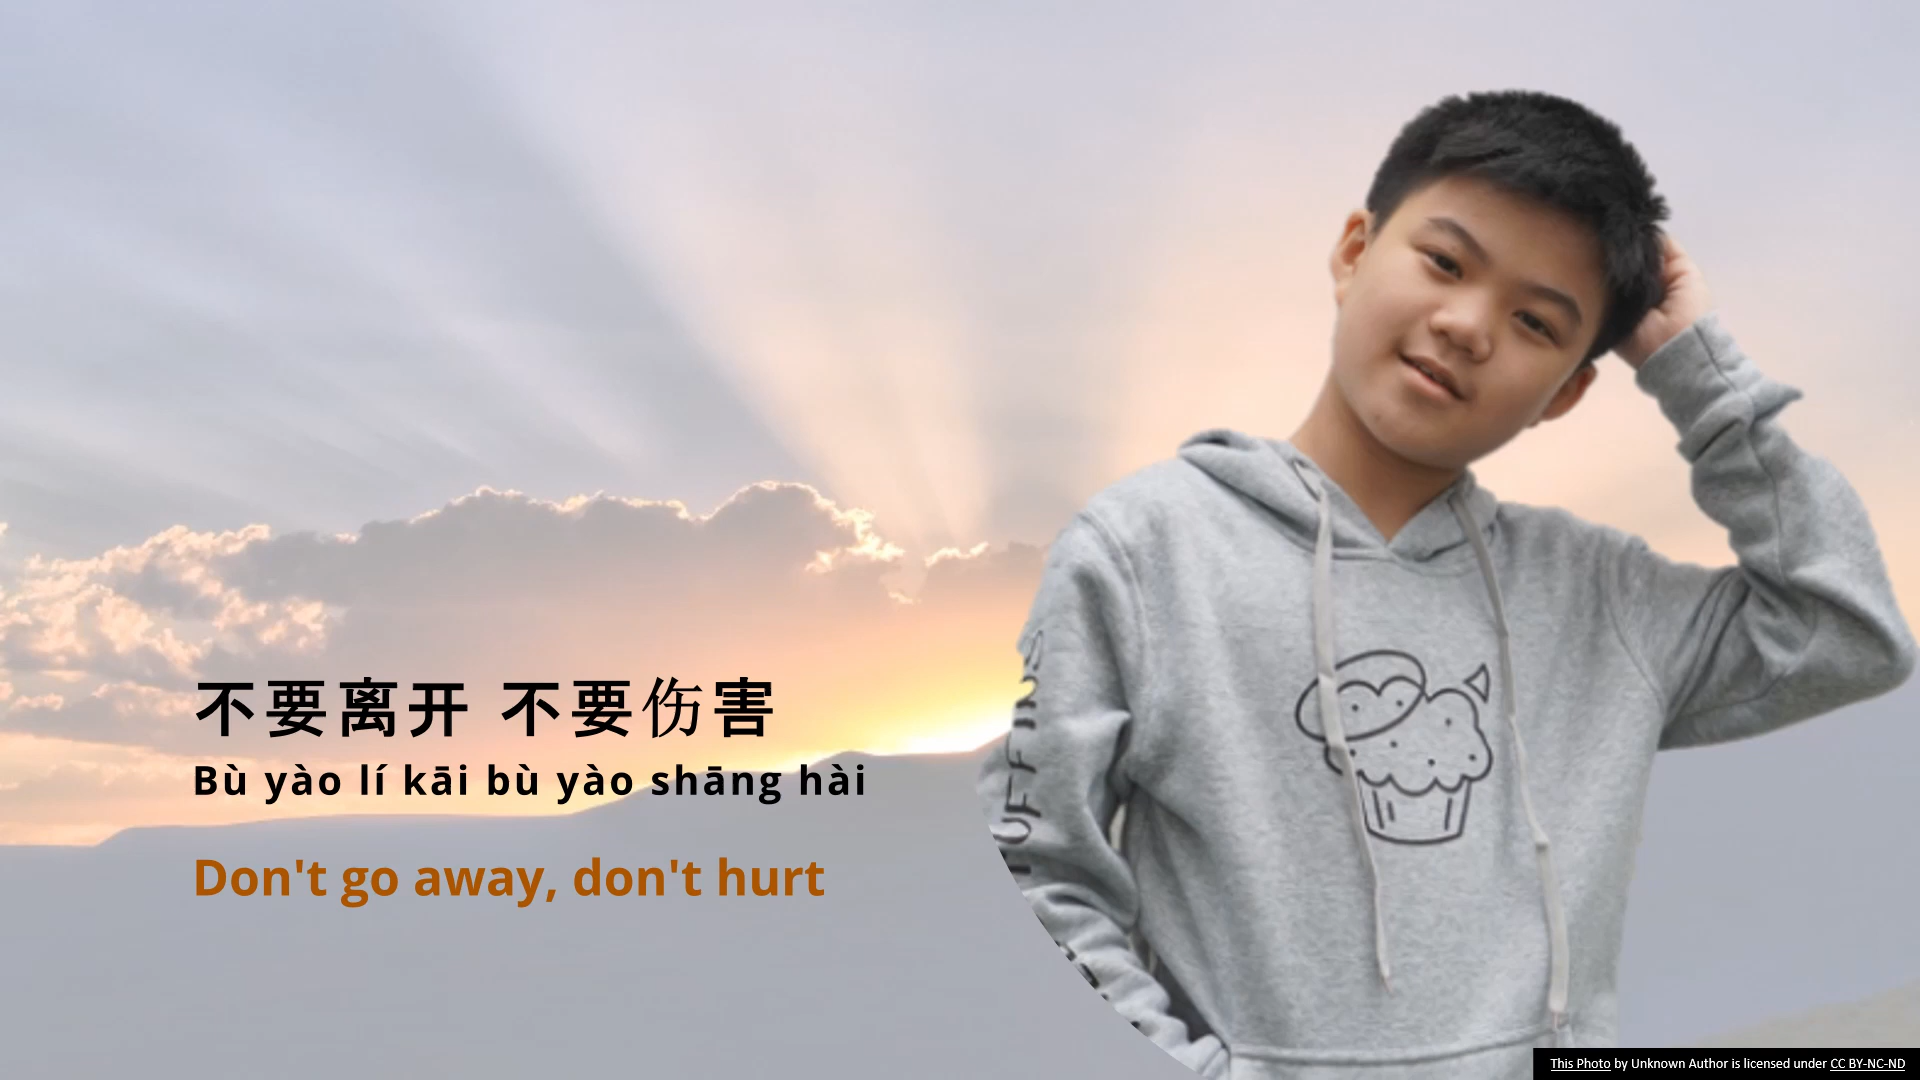 不要离开 不要伤害
Bù yào lí kāi bù yào shāng hài
Don't go away, don't hurt
This Photo by Unknown Author is licensed under CC BY-NC-ND